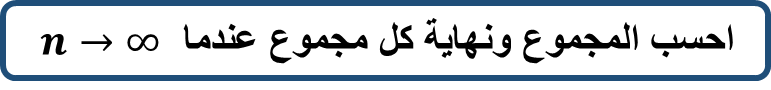 احسب المجموع ونهاية كل مجموع عندما n → ∞